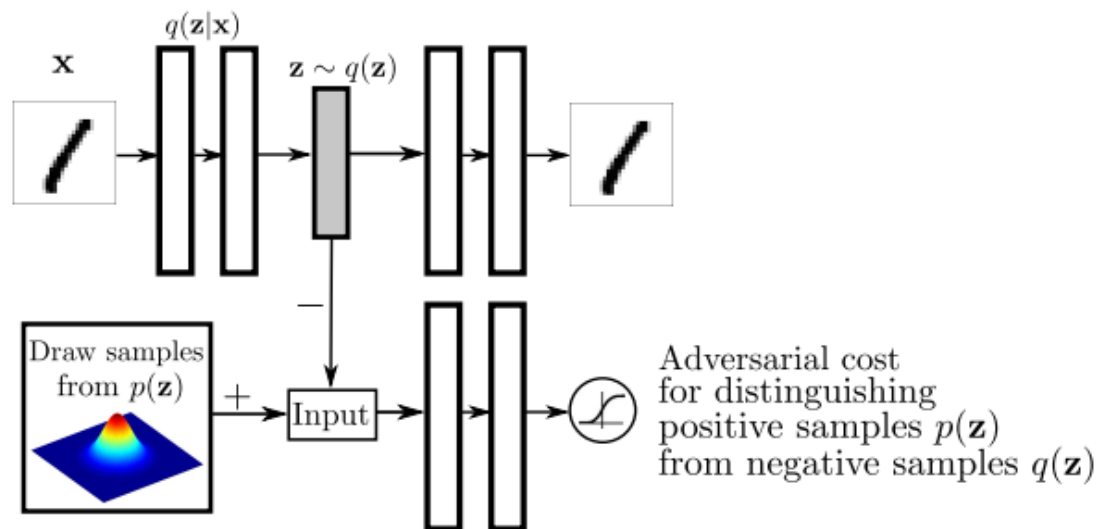 q(z|x)
x
z ∼ q(z)
−
Draw samples
from p(z)
+
Input
Adversarial cost
for distinguishing
positive samples p(z)
from negative samples q(z)